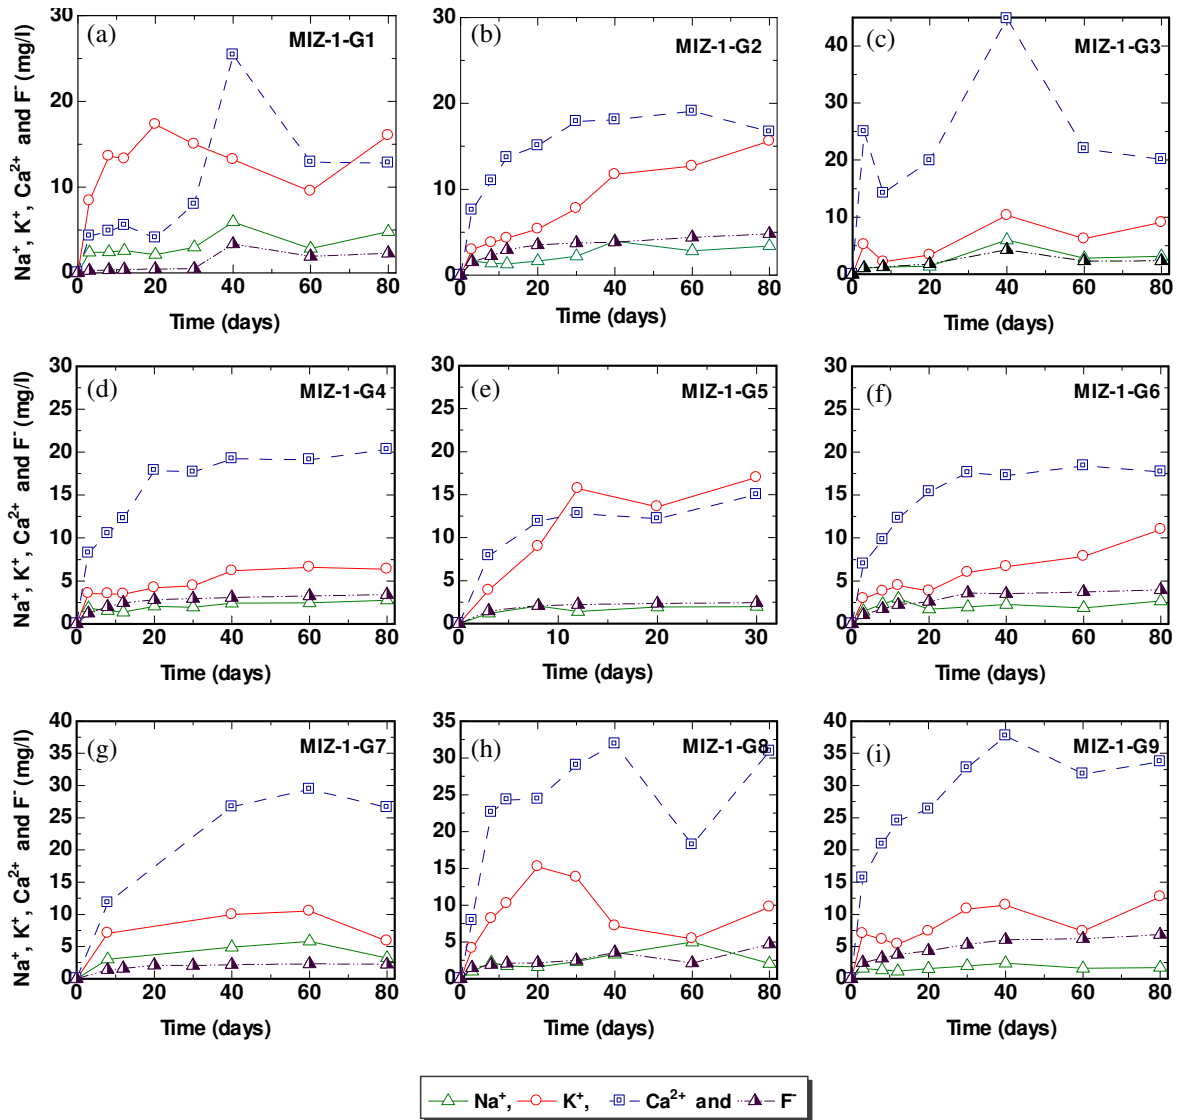 (a) MIZ-1-G1
30
25
20
15
10
5
0
0 20 40 60 80
Time (days)
Na⁺, K⁺, Ca²⁺ and F⁻ (mg/l)
(b) MIZ-1-G2
30
25
20
15
10
5
0
0 20 40 60 80
Time (days)
(c) MIZ-1-G3
40
30
20
10
0
0 20 40 60 80
Time (days)
(d) MIZ-1-G4
30
25
20
15
10
5
0
0 20 40 60 80
Time (days)
Na⁺, K⁺, Ca²⁺ and F⁻ (mg/l)
(e) MIZ-1-G5
30
25
20
15
10
5
0
0 10 20 30
Time (days)
(f) MIZ-1-G6
30
25
20
15
10
5
0
0 20 40 60 80
Time (days)
(g) MIZ-1-G7
40
35
30
25
20
15
10
5
0
0 20 40 60 80
Time (days)
Na⁺, K⁺, Ca²⁺ and F⁻ (mg/l)
(h) MIZ-1-G8
35
30
25
20
15
10
5
0
0 20 40 60 80
Time (days)
(i) MIZ-1-G9
40
35
30
25
20
15
10
5
0
0 20 40 60 80
Time (days)
Na⁺, K⁺, Ca²⁺ and F⁻